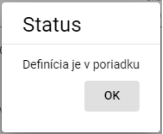 Status
Definícia je v poriadku
OK